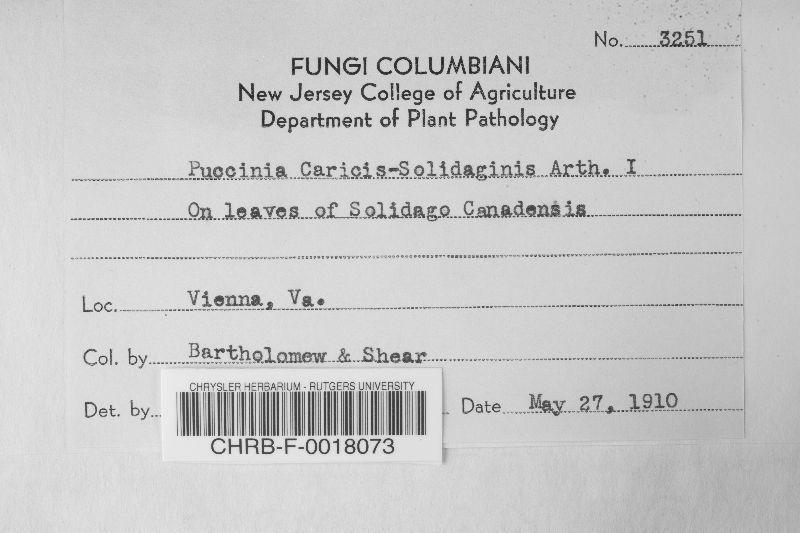 No. 3251
FUNGI COLUMBIANI
New Jersey College of Agriculture
Department of Plant Pathology
Puccinia Caricis-Solidaginis Arth. I
On leaves of Solidago Canadensis
Loc. Vienna, Va.
Col. by Bartholomew & Shear
Det. by
Date May 27, 1910
CHRYSLER HERBARIUM - RUTGERS UNIVERSITY
CHRB-F-0018073